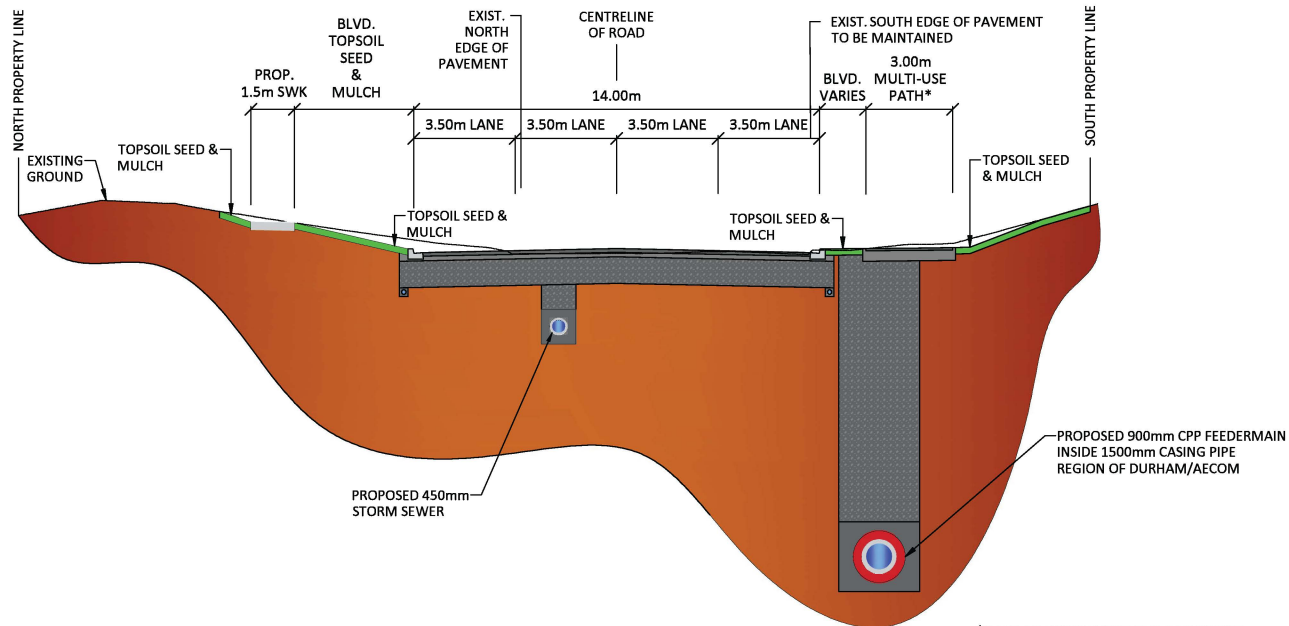 NORTH PROPERTY LINE
PROP.
1.5m SWK
BLVD.
TOPSOIL
SEED
&
MULCH
EXIST.
NORTH
EDGE OF
PAVEMENT
CENTRELINE
OF ROAD
EXIST. SOUTH EDGE OF PAVEMENT
TO BE MAINTAINED
BLVD.
VARIES
3.00m
MULTI-USE
PATH*
SOUTH PROPERTY LINE
14.00m
3.50m LANE
3.50m LANE
3.50m LANE
3.50m LANE
EXISTING
GROUND
TOPSOIL SEED &
MULCH
TOPSOIL SEED &
MULCH
TOPSOIL SEED &
MULCH
TOPSOIL SEED
& MULCH
PROPOSED 450mm
STORM SEWER
PROPOSED 900mm CPP FEEDERMAIN
INSIDE 1500mm CASING PIPE
REGION OF DURHAM/AECOM